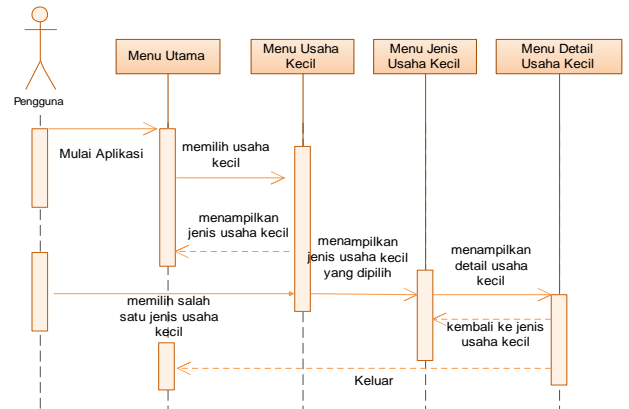 Pengguna
Menu Utama
Menu Usaha
Kecil
Menu Jenis
Usaha Kecil
Menu Detail
Usaha Kecil
Mulai Aplikasi
memilih usaha
kecil
menampilkan
jenis usaha kecil
menampilkan
jenis usaha kecil
yang dipilih
menampilkan
detail usaha
kecil
memilih salah
satu jenis usaha
kecil
kembali ke jenis
usaha kecil
Keluar